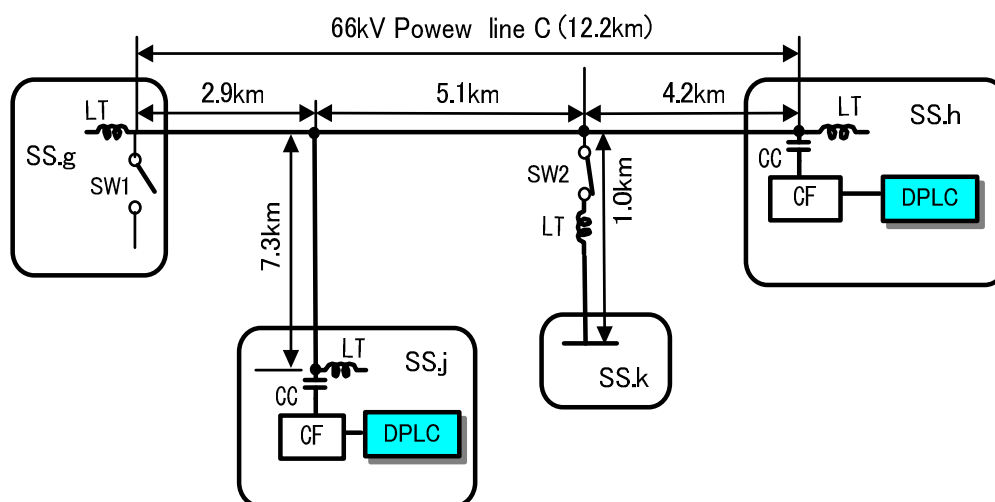 66kV Powew line C (12.2km)
2.9km
5.1km
4.2km
LT
LT
SS.g
SS.h
SW1
SW2
CC
CF
DPLC
LT
1.0km
7.3km
LT
SS.j
CC
CF
DPLC
SS.k